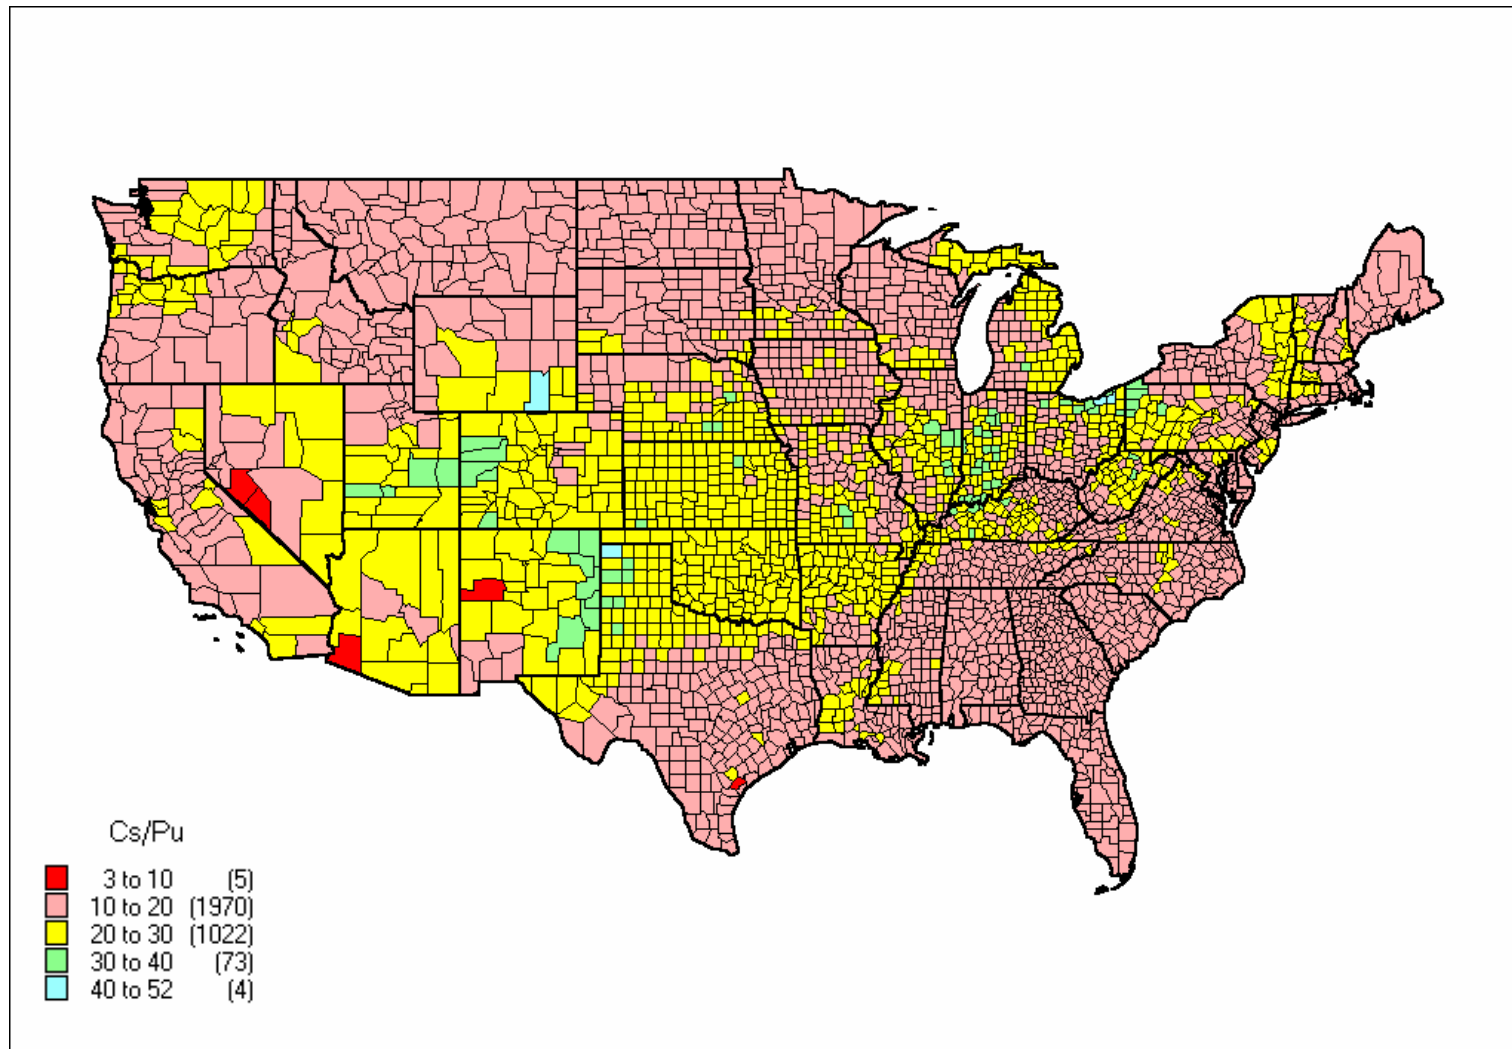 Cs/Pu
3 to 10 (5)
10 to 20 (1970)
20 to 30 (1022)
30 to 40 (73)
40 to 52 (4)